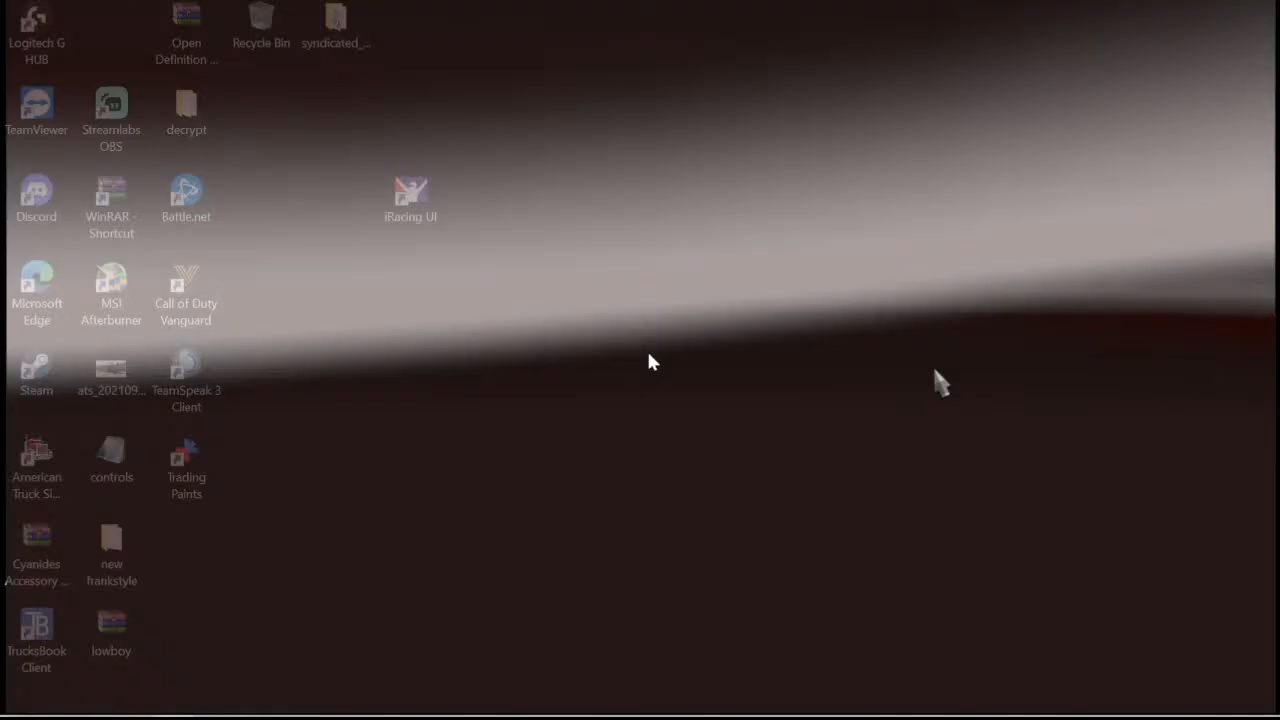 Logitech G
HUB
Open
Definition ...
Recycle Bin
syndicated_...
TeamViewer
Streamlabs
OBS
decrypt
Discord
WinRAR -
Shortcut
Battle.net
iRacing UI
Microsoft
Edge
MSI
Afterburner
Call of Duty
Vanguard
Steam
ats_202109...
TeamSpeak 3
Client
American
Truck Si...
controls
Trading
Paints
Cyanides
Accessory ...
new
frankstyle
TrucksBook
Client
lowboy